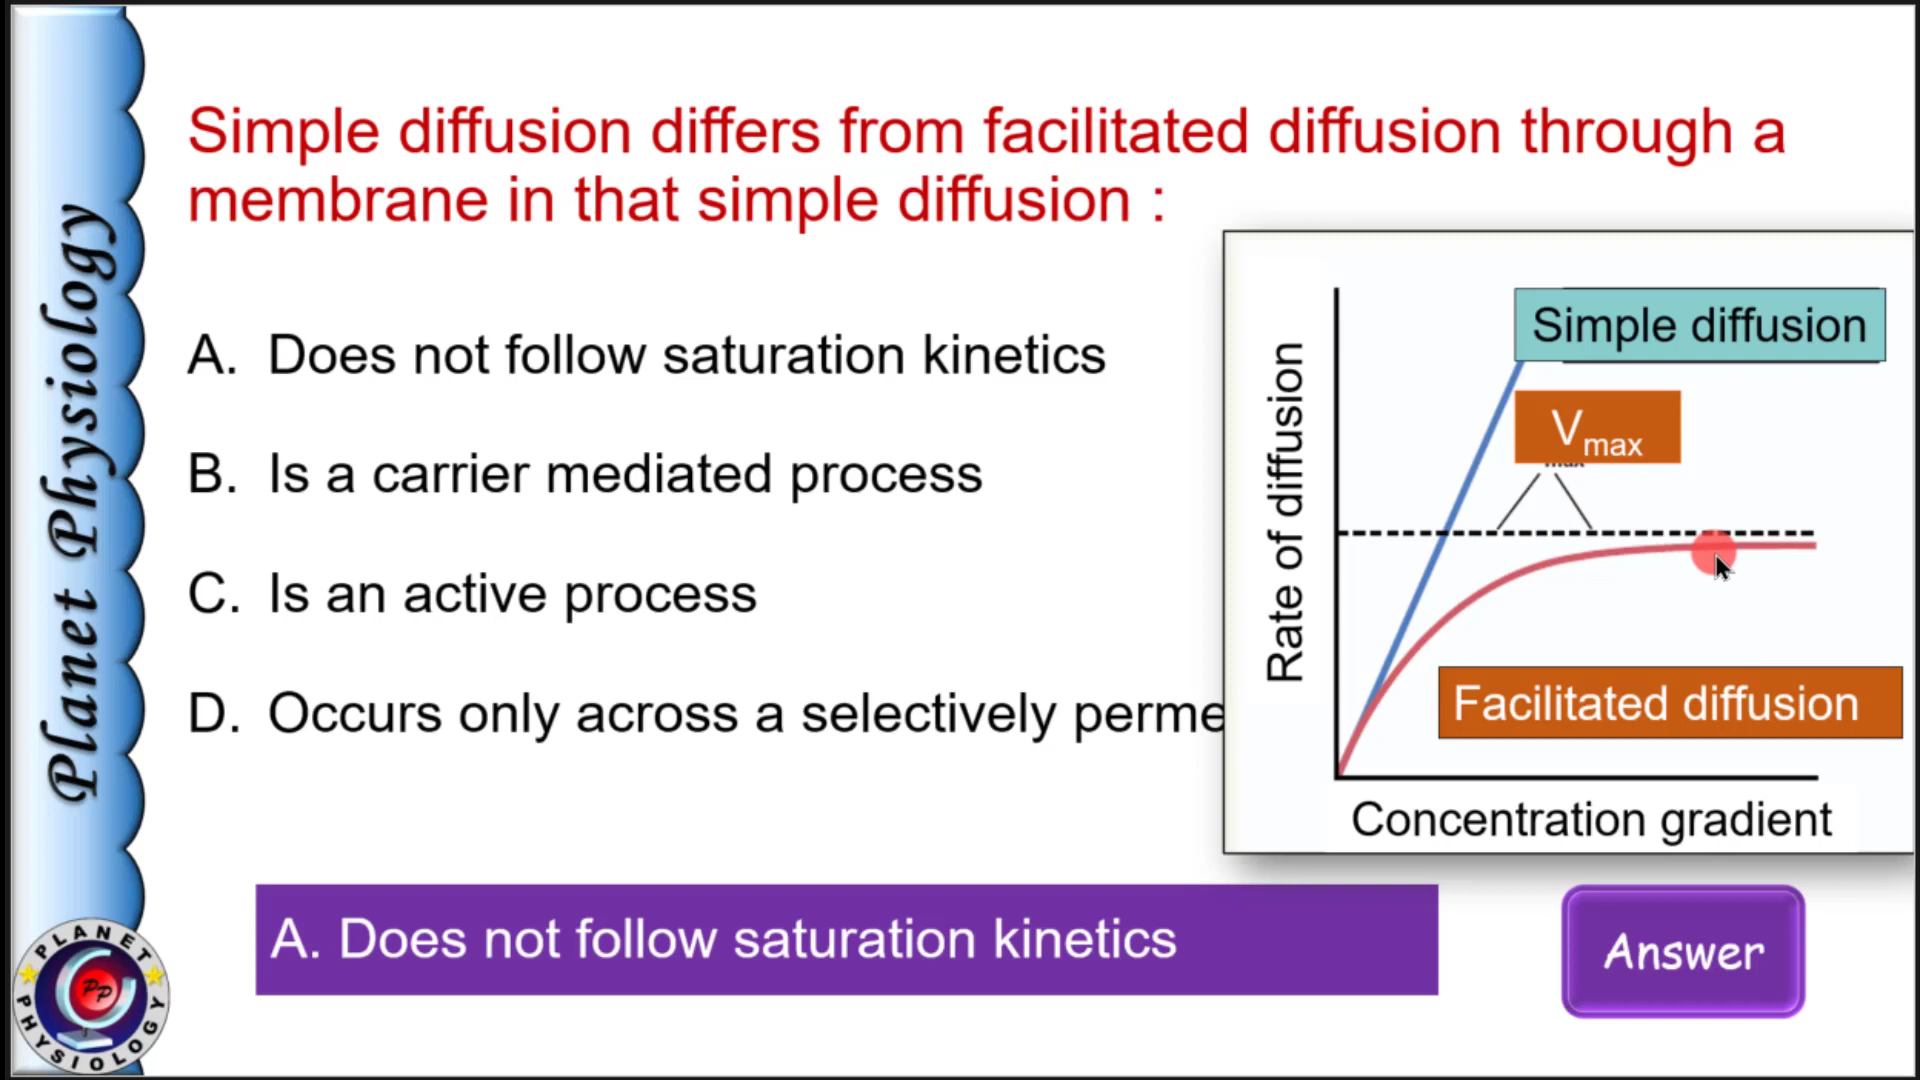 Planet Physiology
Simple diffusion differs from facilitated diffusion through a
membrane in that simple diffusion :
A. Does not follow saturation kinetics
B. Is a carrier mediated process
C. Is an active process
D. Occurs only across a selectively perme
Rate of diffusion
Simple diffusion
Vmax
max
Facilitated diffusion
Concentration gradient
A. Does not follow saturation kinetics
Answer
PLANET
PP
PHYSIOLOGY